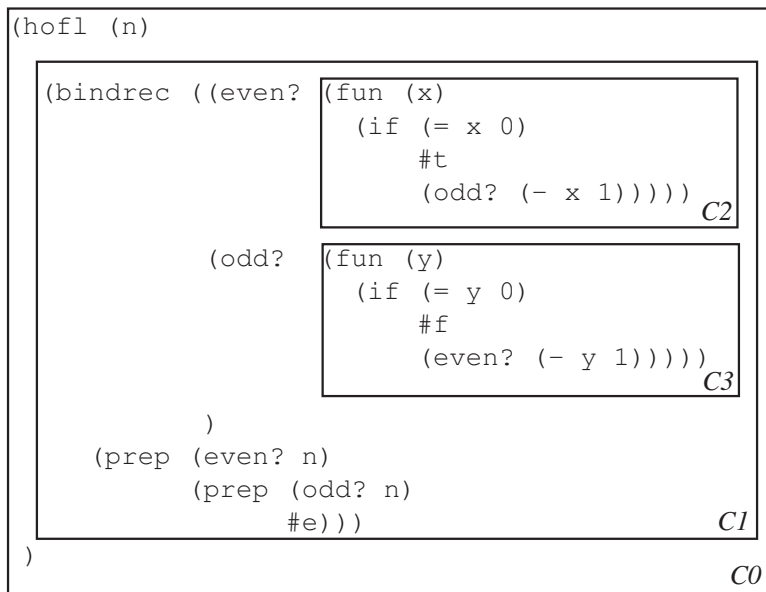 (hofl (n)
(bindrec ((even? (fun (x)
(if (= x 0)
#t
(odd? (- x 1)))))
C2
(odd? (fun (y)
(if (= y 0)
#f
(even? (- y 1)))))
C3
)
(prep (even? n)
(prep (odd? n)
#e)))
C1
)
C0